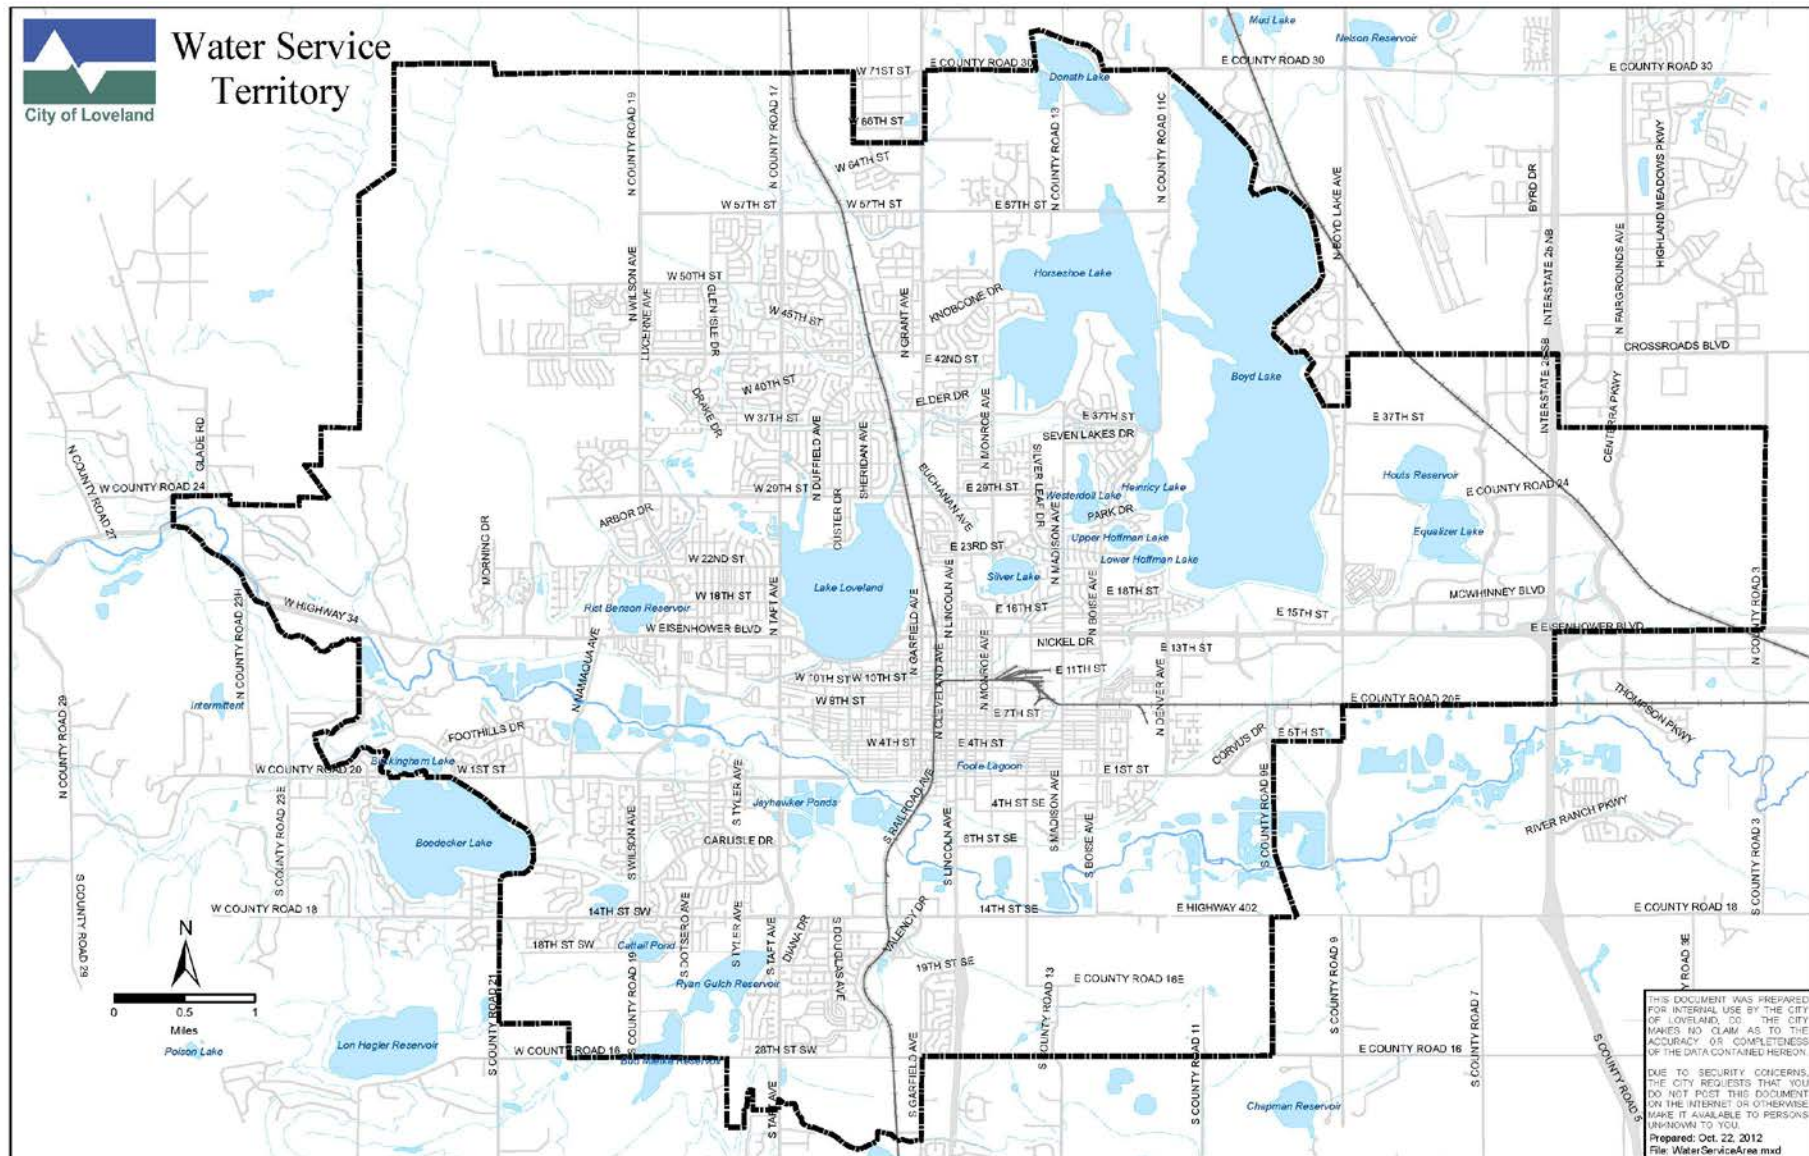 Water Service
Territory
City of Loveland
Mud Lake
Nelson Reservoir
E COUNTY ROAD 30
E COUNTY ROAD 30
E COUNTY ROAD 30
W 71ST ST
Donath Lake
W 66TH ST
W 64TH ST
N COUNTY ROAD 19
N COUNTY ROAD 17
N COUNTY ROAD 13
N COUNTY ROAD 11C
HIGHLAND MEADOWS PKWY
BYRD DR
W 57TH ST
W 57TH ST
E 57TH ST
N BOYD LAKE AVE
INTERSTATE 25 NB
N FAIRGROUNDS AVE
N WILSON AVE
W 50TH ST
Horseshoe Lake
LUCERNE AVE
GLEN ISLE DR
W 45TH ST
N GRANT AVE
KNOBCONE DR
E 42ND ST
CROSSROADS BLVD
INTERSTATE 25 SB
Boyd Lake
W 40TH ST
DRAKE DR
ELDER DR
N MONROE AVE
W 37TH ST
E 37TH ST
E 37TH ST
CENTERRA PKWY
SEVEN LAKES DR
GLADE RD
N COUNTY ROAD 27
N DUFFIELD AVE
SHERIDAN AVE
BUCHANAN AVE
SILVER LEAF DR
Houts Reservoir
W COUNTY ROAD 24
W 29TH ST
E 29TH ST
Westerdoll Lake
Heinricy Lake
E COUNTY ROAD 24
ARBOR DR
CUSTER DR
PARK DR
N MADISON AVE
Equalizer Lake
MORNING DR
W 22ND ST
E 23RD ST
Upper Hoffman Lake
Lower Hoffman Lake
Lake Loveland
Silver Lake
N COUNTY ROAD 23H
W HIGHWAY 34
Rist Benson Reservoir
W 18TH ST
N TAFT AVE
N LINCOLN AVE
E 16TH ST
E 18TH ST
N BOISE AVE
E 15TH ST
MCWHINNEY BLVD
N COUNTY ROAD 3
W EISENHOWER BLVD
E EISENHOWER BLVD
N GARFIELD AVE
NICKEL DR
E 13TH ST
N NAMAQUA AVE
W 10TH ST
W 10TH ST
E 11TH ST
N CLEVELAND AVE
N MONROE AVE
N DENVER AVE
Intermittent
N COUNTY ROAD 29
W 8TH ST
E 7TH ST
E COUNTY ROAD 20E
THOMPSON PKWY
FOOTHILLS DR
W 4TH ST
E 4TH ST
E 5TH ST
CORVUS DR
Buckingham Lake
W COUNTY ROAD 20
W 1ST ST
Foote Lagoon
E 1ST ST
S COUNTY ROAD 23E
S TYLER AVE
Jayhawker Ponds
S RAILROAD AVE
4TH ST SE
S MADISON AVE
S COUNTY ROAD 9E
RIVER RANCH PKWY
Boedecker Lake
S WILSON AVE
CARLISLE DR
8TH ST SE
S BOISE AVE
S LINCOLN AVE
S COUNTY ROAD 3
S COUNTY ROAD 29
W COUNTY ROAD 18
14TH ST SW
14TH ST SE
E HIGHWAY 402
E COUNTY ROAD 18
VALENCY DR
S DOTSERO AVE
S TYLER AVE
S TAFT AVE
DIANA DR
S DOUGLAS AVE
18TH ST SW
Cattail Pond
19TH ST SE
E COUNTY ROAD 16E
N
Ryan Gulch Reservoir
S COUNTY ROAD 21
S COUNTY ROAD 19
S COUNTY ROAD 13
S COUNTY ROAD 11
S COUNTY ROAD 9
S COUNTY ROAD 7
0 0.5 1
Miles
Lon Hagler Reservoir
Poison Lake
W COUNTY ROAD 16
28TH ST SW
E COUNTY ROAD 16
S GARFIELD AVE
S TAFT AVE
Chapman Reservoir
S COUNTY ROAD 5
THIS DOCUMENT WAS PREPARED
FOR INTERNAL USE BY THE CITY
OF LOVELAND, CO. THE CITY
MAKES NO CLAIM AS TO THE
ACCURACY OR COMPLETENESS
OF THE DATA CONTAINED HEREON.
DUE TO SECURITY CONCERNS,
THE CITY REQUESTS THAT YOU
DO NOT POST THIS DOCUMENT
ON THE INTERNET OR OTHERWISE
MAKE IT AVAILABLE TO PERSONS
UNKNOWN TO YOU.
Prepared: Oct. 22, 2012
File: WaterServiceArea.mxd